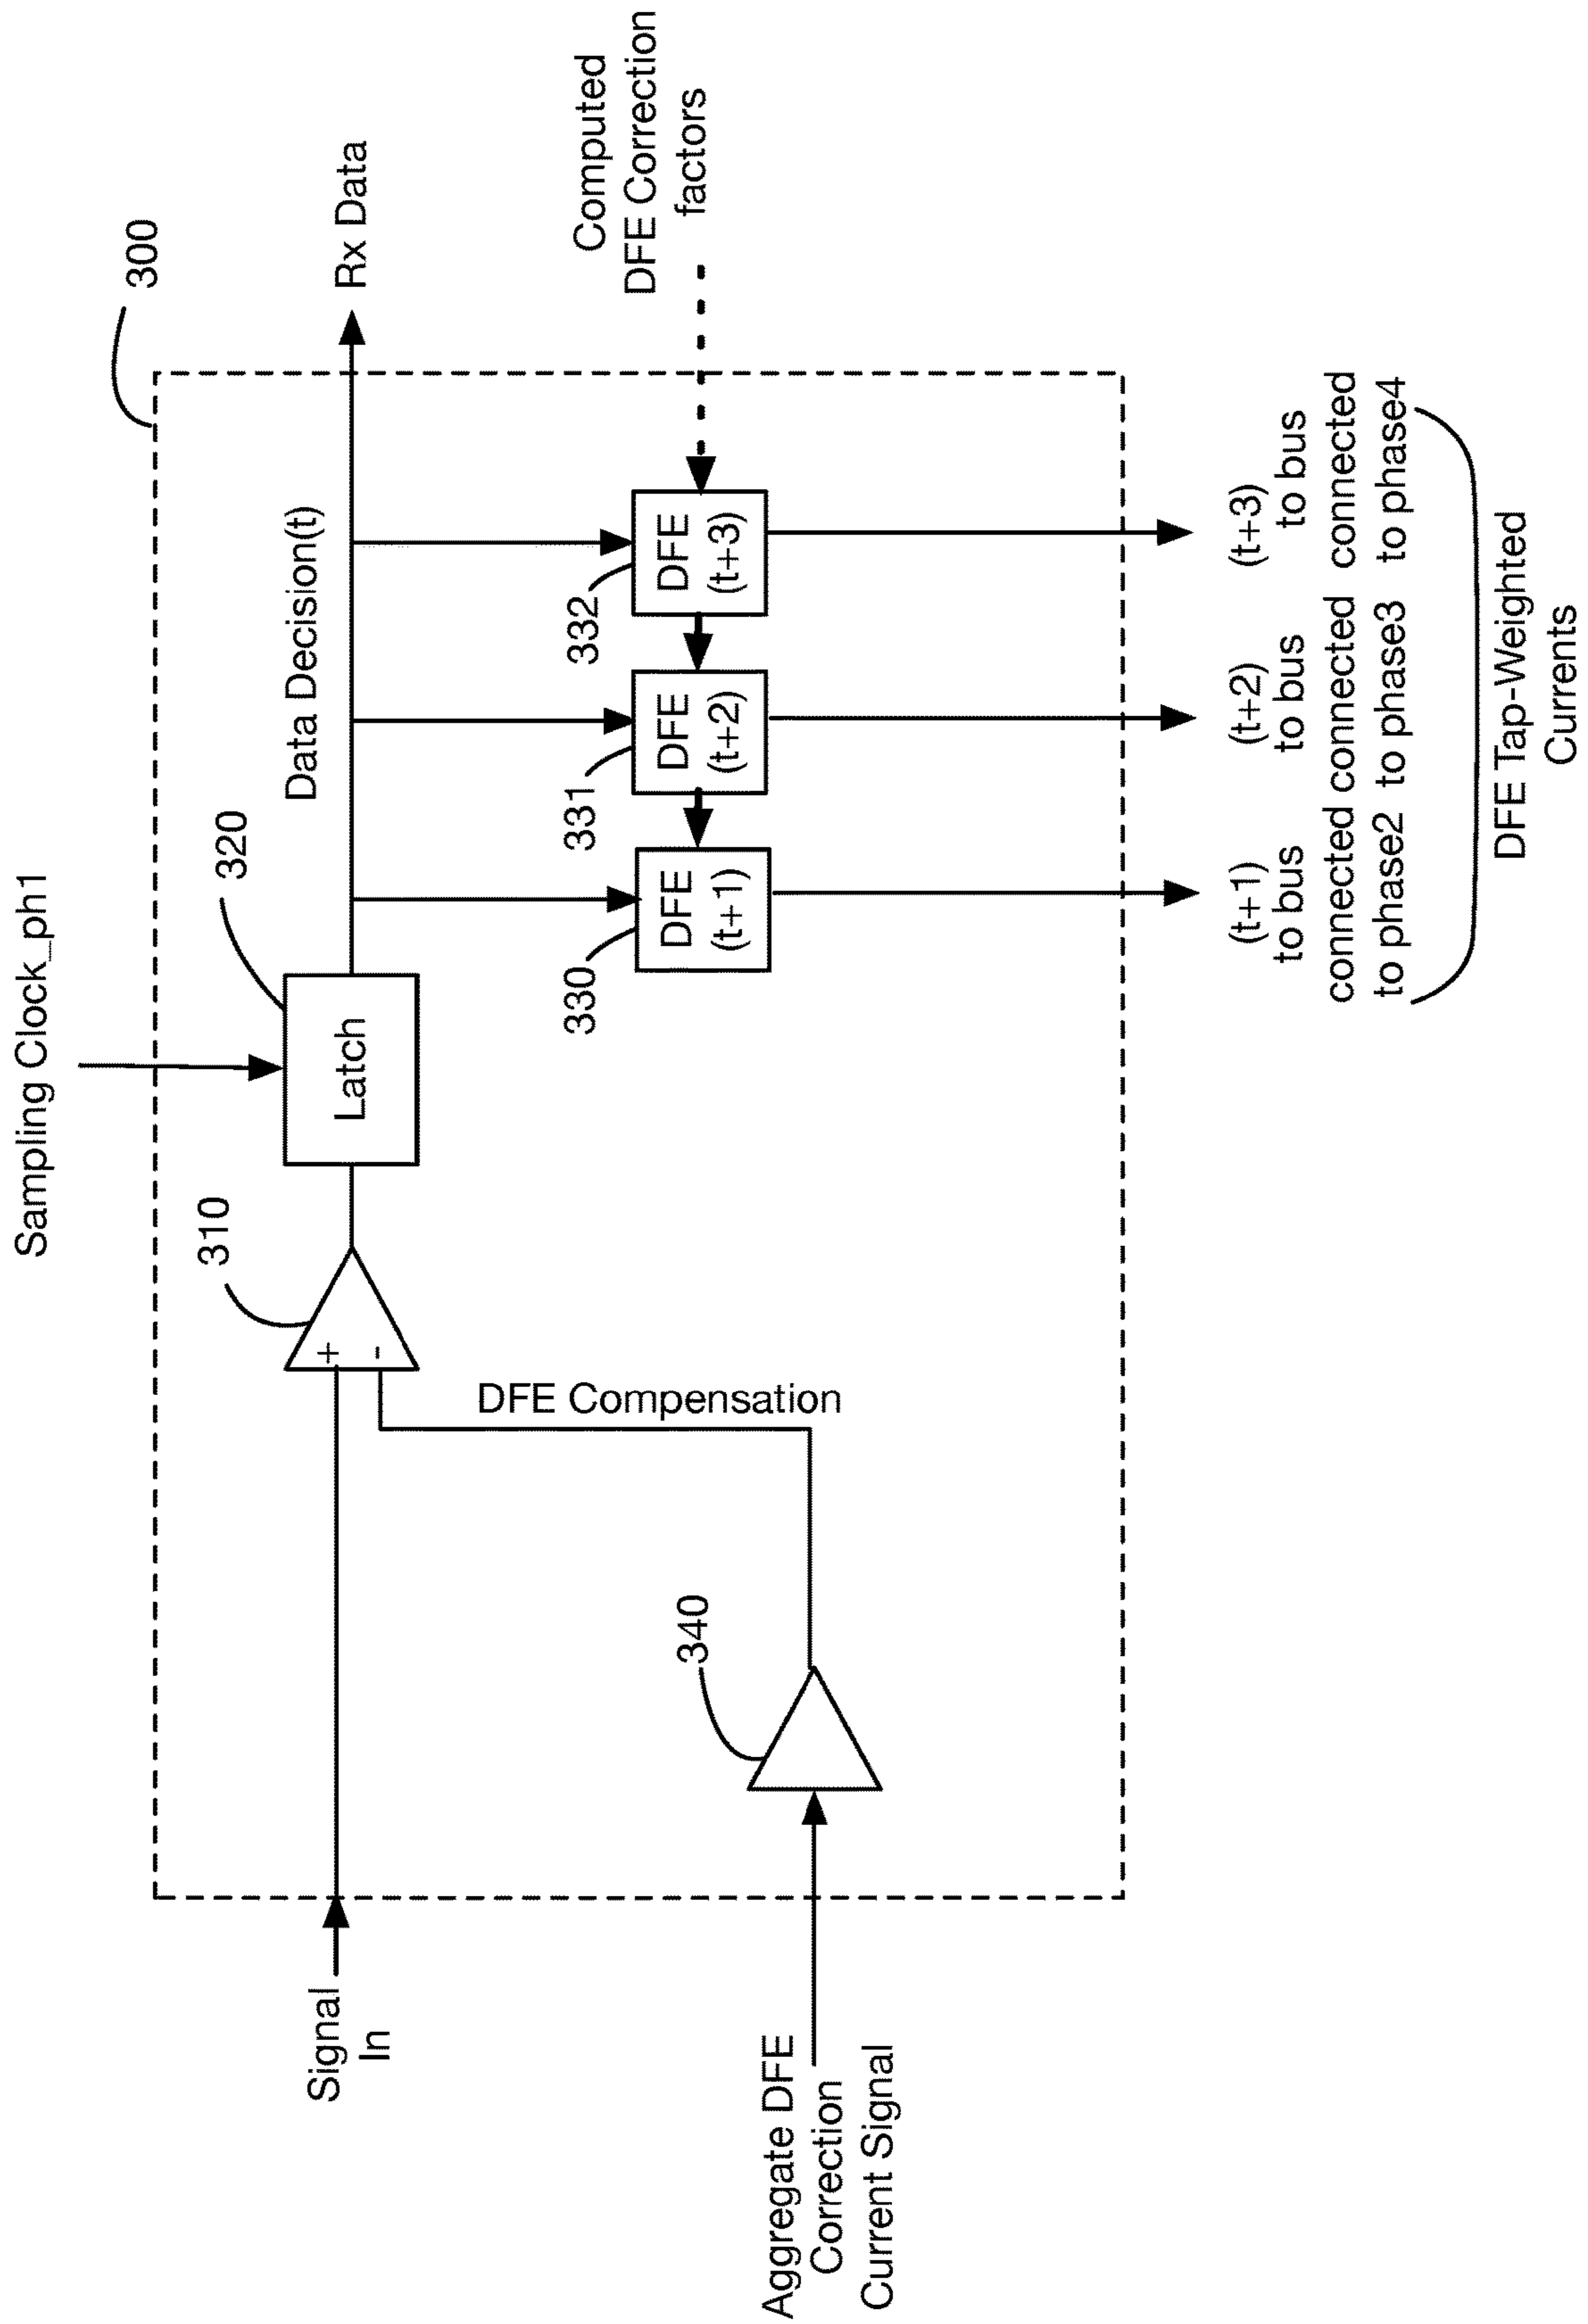 Sampling Clock_ph1
300
320
310
Signal
In
+
-
Latch
Data Decision(t)
Rx Data
DFE Compensation
340
Aggregate DFE
Correction
Current Signal
330
DFE
(t+1)
331
DFE
(t+2)
332
DFE
(t+3)
Computed
DFE Correction
factors
(t+1)
to bus
connected
to phase2
(t+2)
to bus
connected
to phase3
(t+3)
to bus
connected
to phase4
DFE Tap-Weighted
Currents